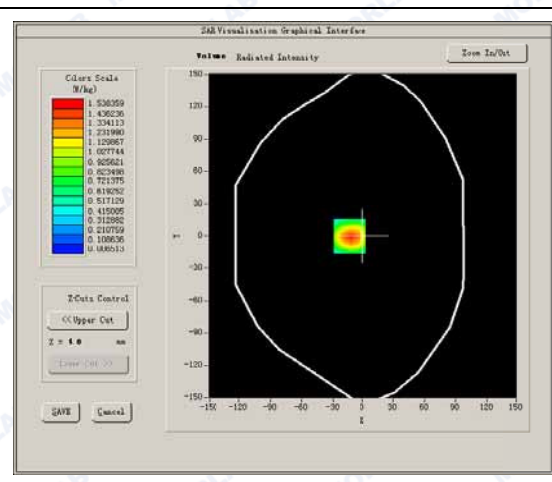 SAR Visualisation Graphical Interface
Volume Radiated Intensity
Zoom In/Out
Colors Scale
(W/kg)
1.538359
1.436236
1.334113
1.231990
1.129867
1.027744
0.925621
0.823498
0.721375
0.619252
0.517129
0.415005
0.312882
0.210759
0.108636
0.006513
Z-Cuts Control
<< Upper Cut
Z = 4.0 mm
Lower Cut >>
SAVE
Cancel
150
120
90
60
30
0
-30
-60
-90
-120
-150
Y
-150 -120 -90 -60 -30 0 30 60 90 120 150
X